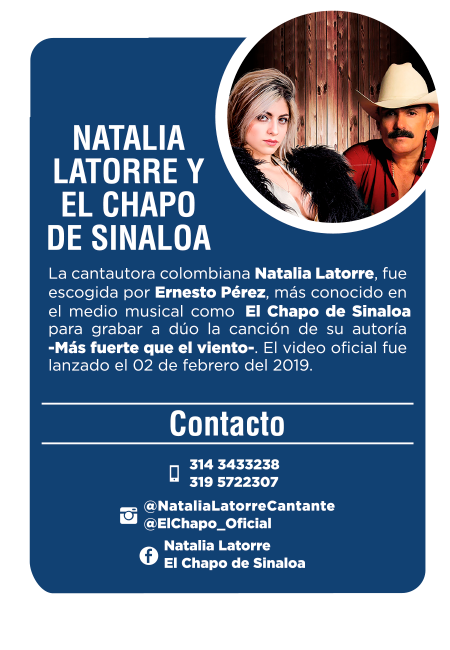 NATALIA
LATORRE Y
EL CHAPO
DE SINALOA
La cantautora colombiana Natalia Latorre, fue
escogida por Ernesto Pérez, más conocido en
el medio musical como El Chapo de Sinaloa
para grabar a dúo la canción de su autoría
-Más fuerte que el viento-. El video oficial fue
lanzado el 02 de febrero del 2019.
Contacto
314 3433238
319 5722307
@NataliaLatorreCantante
@ElChapo_Oficial
Natalia Latorre
El Chapo de Sinaloa